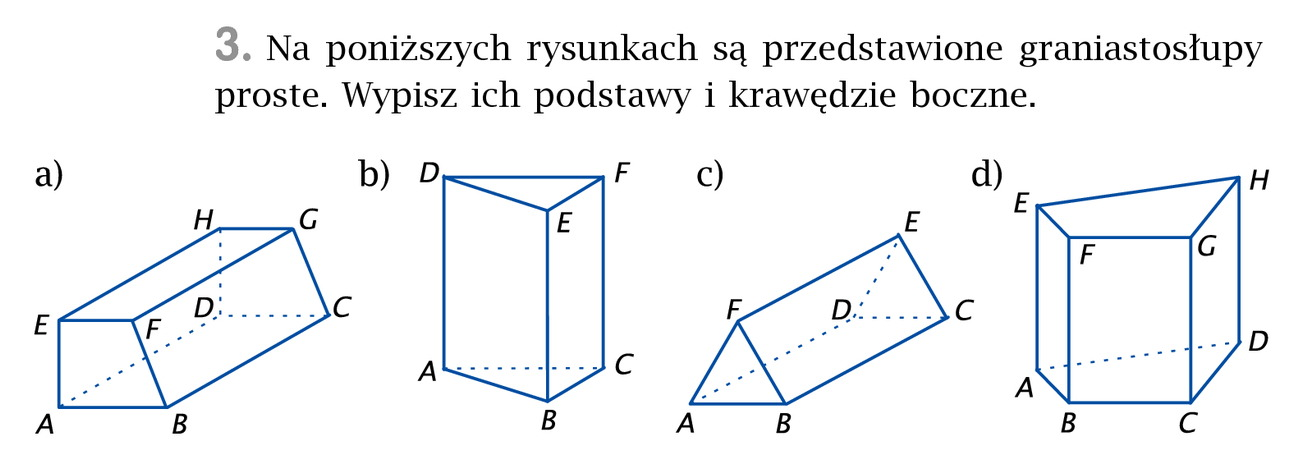 3. Na poniższych rysunkach są przedstawione graniastosłupy
proste. Wypisz ich podstawy i krawędzie boczne.
a)
H G
E F D C
A B
b)
D F
E
A C
B
c)
E
F D C
A B
d)
H
E
F G
D
A
B C